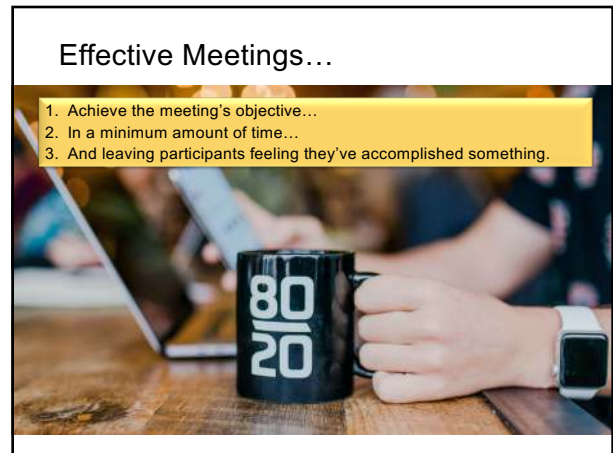 Effective Meetings…
1. Achieve the meeting’s objective…
2. In a minimum amount of time…
3. And leaving participants feeling they’ve accomplished something.
80
20